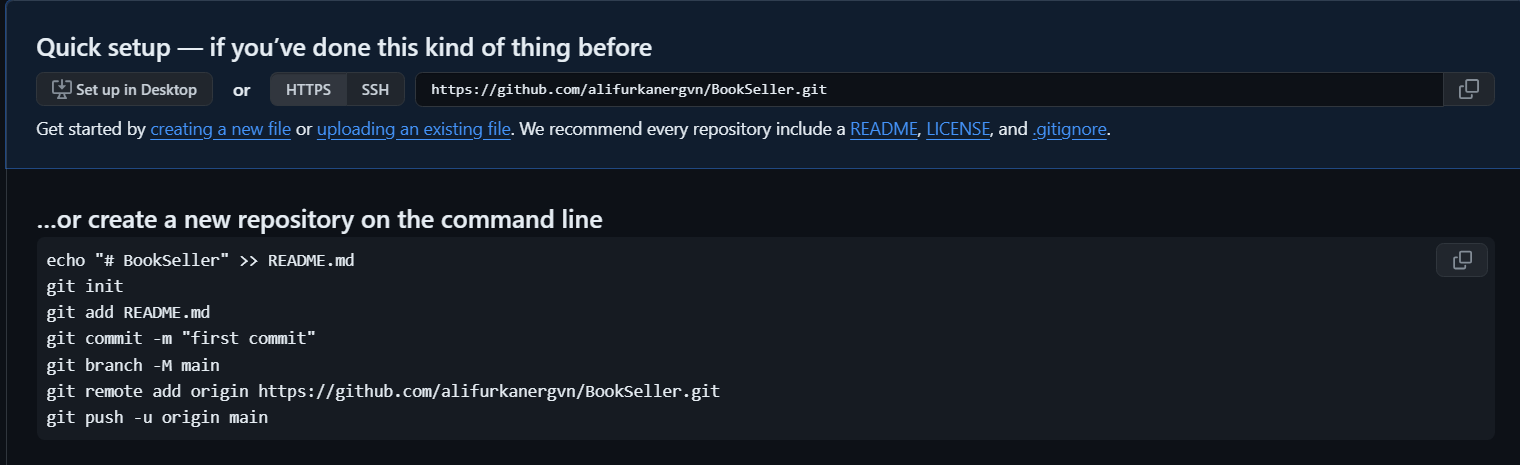 Quick setup — if you’ve done this kind of thing before
Set up in Desktop or HTTPS SSH https://github.com/alifurkanergvn/BookSeller.git
Get started by creating a new file or uploading an existing file. We recommend every repository include a README, LICENSE, and .gitignore.
…or create a new repository on the command line
echo "# BookSeller" >> README.md
git init
git add README.md
git commit -m "first commit"
git branch -M main
git remote add origin https://github.com/alifurkanergvn/BookSeller.git
git push -u origin main